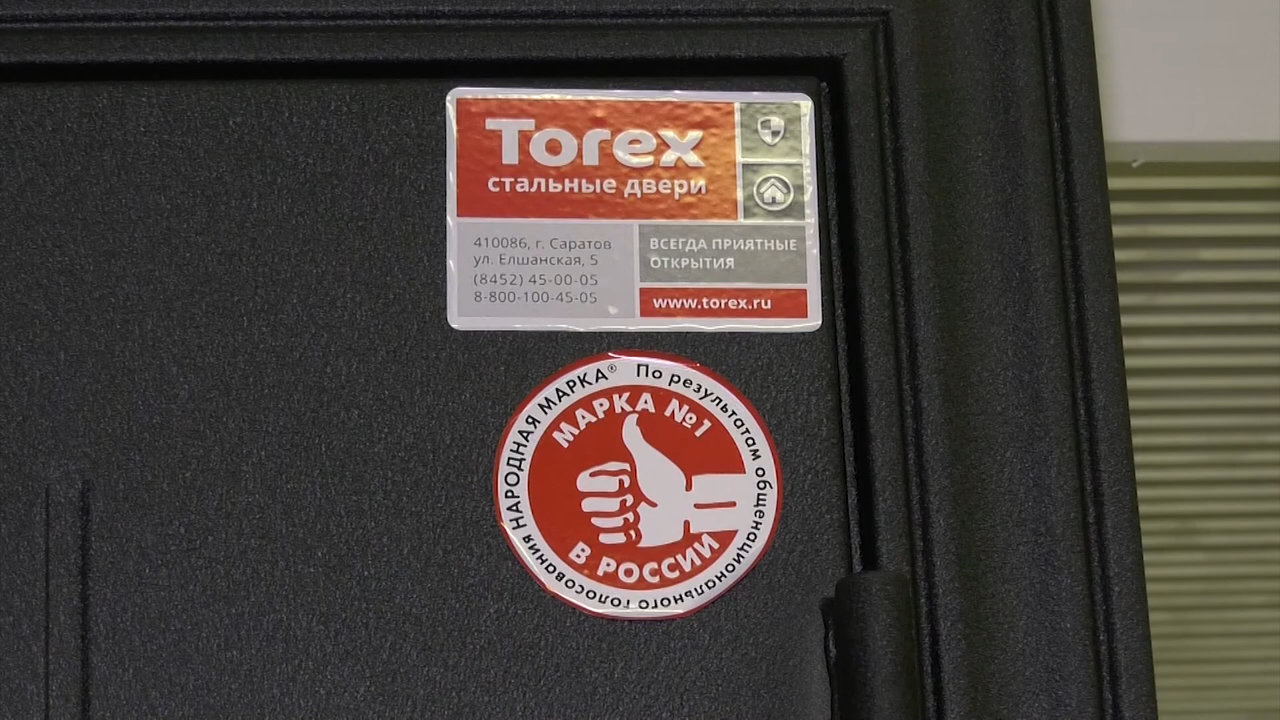 Torex
стальные двери
410086, г. Саратов
ул. Елшанская, 5
(8452) 45-00-05
8-800-100-45-05
ВСЕГДА ПРИЯТНЫЕ
ОТКРЫТИЯ
www.torex.ru
НАРОДНАЯ МАРКА® По результатам общенационального голосования
МАРКА №1
В РОССИИ